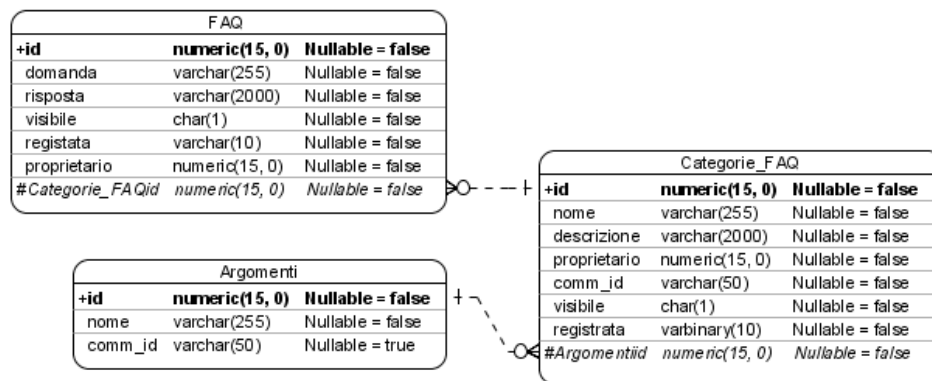 FAQ
+id numeric(15, 0) Nullable = false
domanda varchar(255) Nullable = false
risposta varchar(2000) Nullable = false
visibile char(1) Nullable = false
registata varchar(10) Nullable = false
proprietario numeric(15, 0) Nullable = false
#Categorie_FAQid numeric(15, 0) Nullable = false
Categorie_FAQ
+id numeric(15, 0) Nullable = false
nome varchar(255) Nullable = false
descrizione varchar(2000) Nullable = false
proprietario numeric(15, 0) Nullable = false
comm_id varchar(50) Nullable = false
visibile char(1) Nullable = false
registrata varbinary(10) Nullable = false
#Argomentiid numeric(15, 0) Nullable = false
Argomenti
+id numeric(15, 0) Nullable = false
nome varchar(255) Nullable = false
comm_id varchar(50) Nullable = true